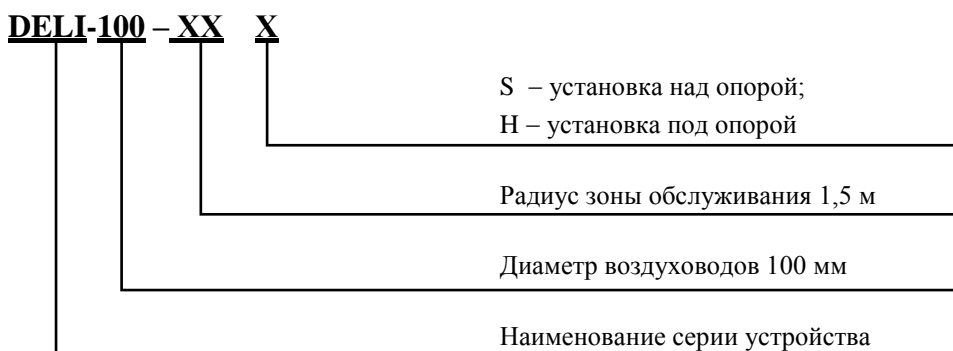 DELI-100 – XX X
S – установка над опорой;
H – установка под опорой
Радиус зоны обслуживания 1,5 м
Диаметр воздуховодов 100 мм
Наименование серии устройства